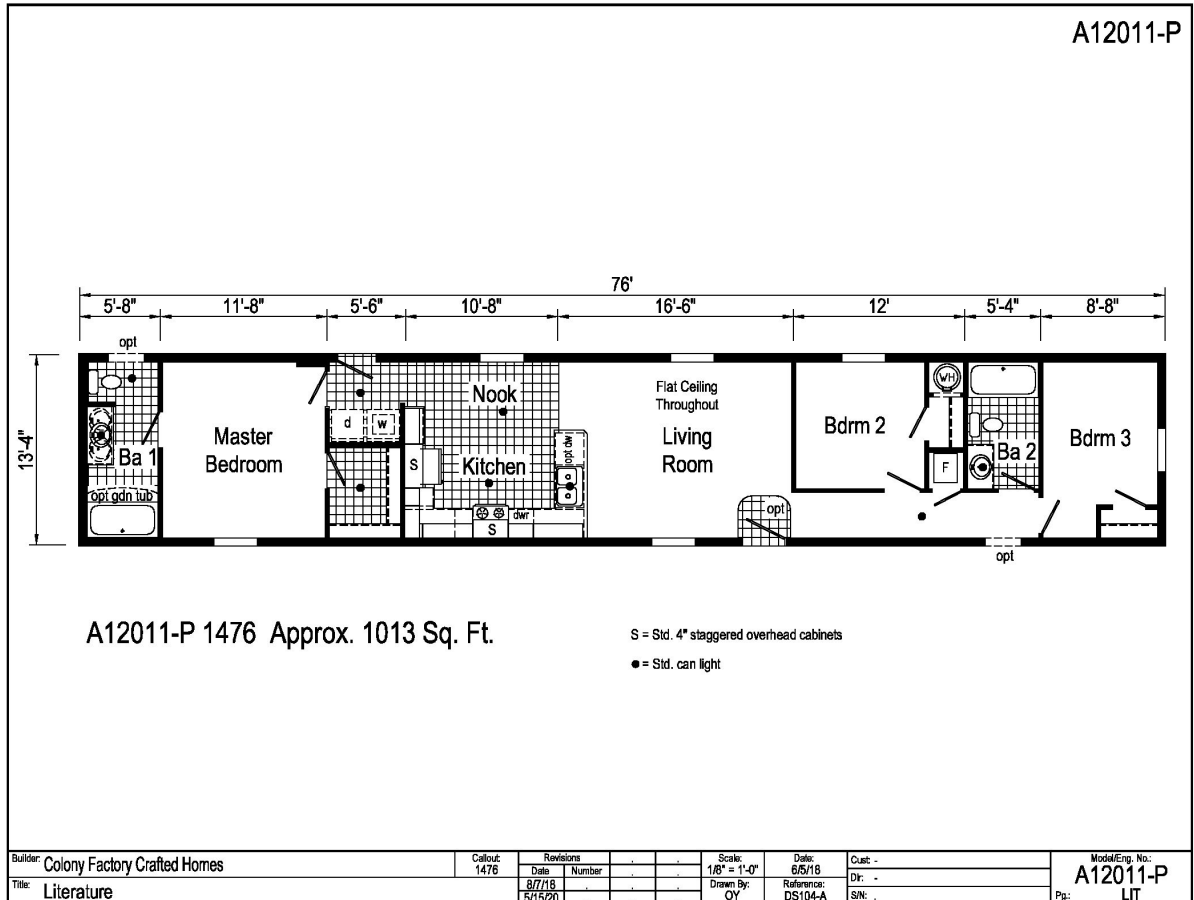 A12011-P
76'
5'-8" 11'-8" 5'-6" 10'-8" 16'-6" 12' 5'-4" 8'-8"
13'-4"
opt
Ba 1
opt gdn tub
Master
Bedroom
d w
Nook
Kitchen
S
S
dwr
opt dw
Flat Ceiling
Throughout
Living
Room
opt
Bdrm 2
WH
F
Ba 2
Bdrm 3
opt
A12011-P 1476 Approx. 1013 Sq. Ft.
S = Std. 4" staggered overhead cabinets
● = Std. can light
Builder: Colony Factory Crafted Homes
Title: Literature
Callout:
1476
Revisions
Date Number
8/7/18
5/15/20
Scale:
1/8" = 1'-0"
Drawn By:
OY
Date:
6/5/18
Reference:
DS104-A
Cust: -
Dir: -
S/N: .
Model/Eng. No.:
A12011-P
Pg.: LIT